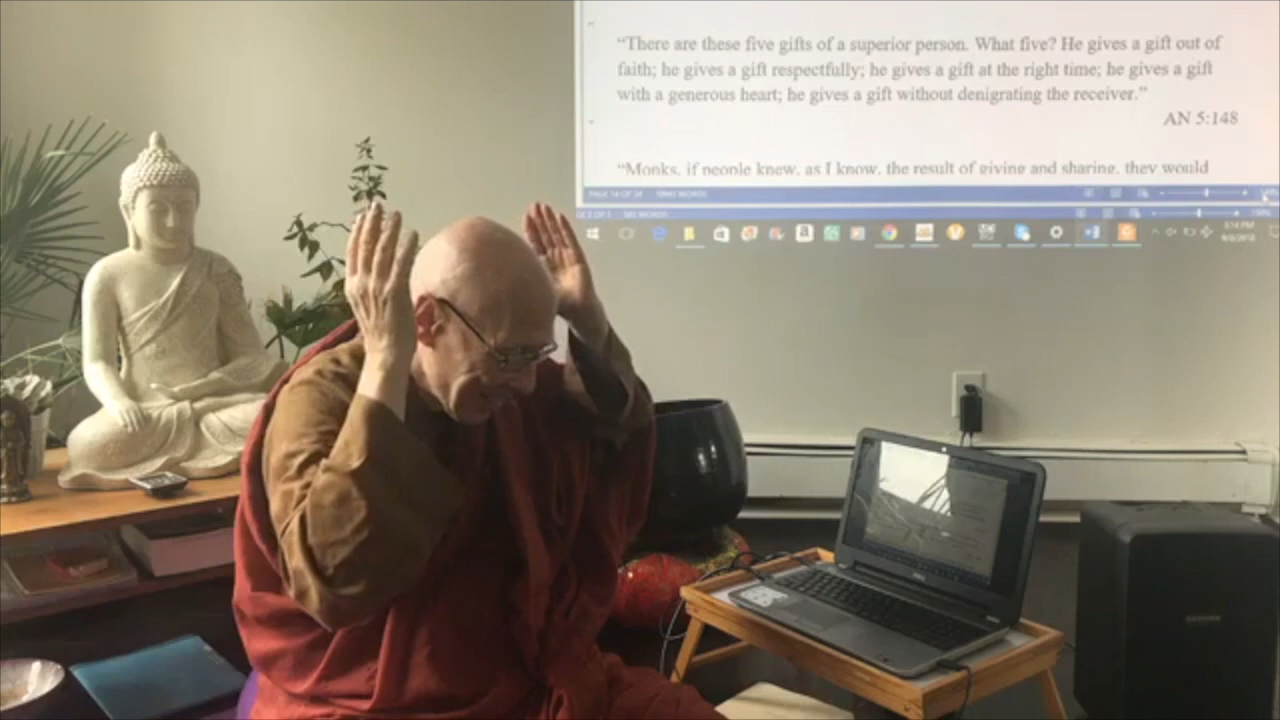 “There are these five gifts of a superior person. What five? He gives a gift out of
faith; he gives a gift respectfully; he gives a gift at the right time; he gives a gift
with a generous heart; he gives a gift without denigrating the receiver.”
AN 5:148
“Monks, if people knew, as I know, the result of giving and sharing, they would